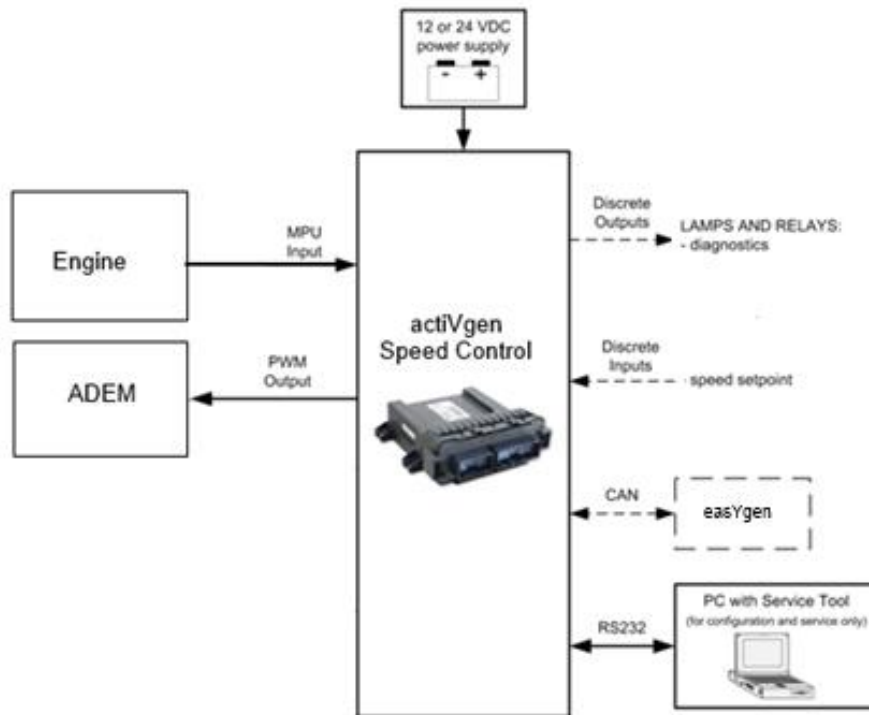 12 or 24 VDC
power supply
- +
Engine
MPU
Input
ADEM
PWM
Output
actiVgen
Speed Control
Discrete
Outputs
LAMPS AND RELAYS:
- diagnostics
Discrete
Inputs
speed setpoint
CAN
easYgen
RS232
PC with Service Tool
(for configuration and service only)